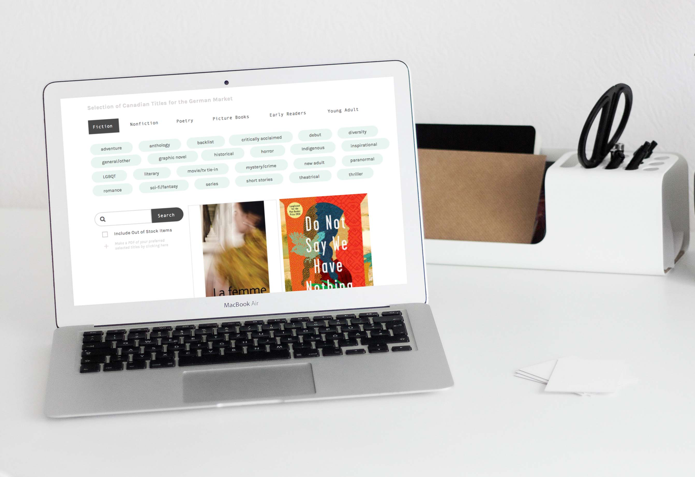 Selection of Canadian Titles for the German Market
Fiction Nonfiction Poetry Picture Books Early Readers Young Adult
adventure anthology backlist critically acclaimed debut diversity
general/other graphic novel historical horror indigenous inspirational
LGBQT literary movie/tv tie-in mystery/crime new adult paranormal
romance sci-fi/fantasy series short stories theatrical thriller
Search
Include Out of Stock Items
La femme
Do Not
Say We
Have
Nothing
MacBook Air